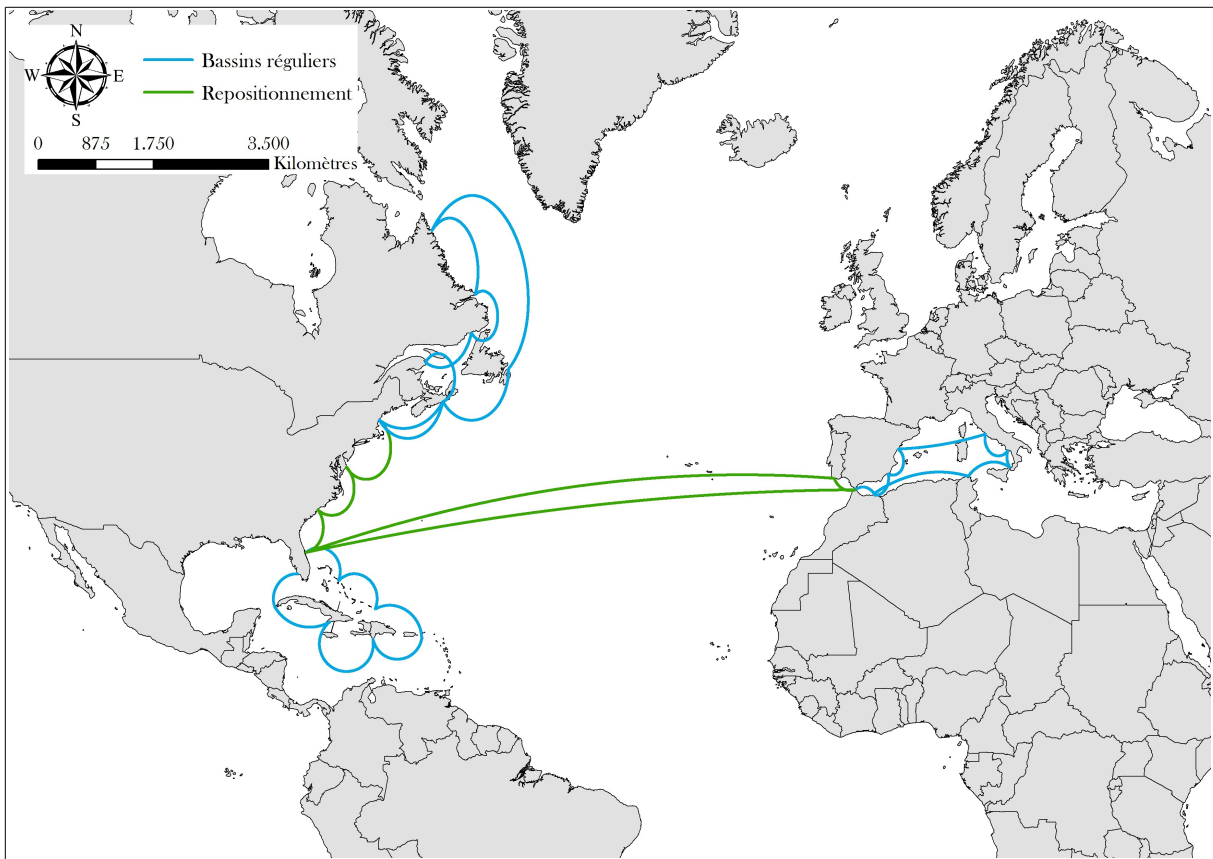 N
W E
S
Bassins réguliers
Repositionnement
0 875 1.750 3.500
Kilomètres